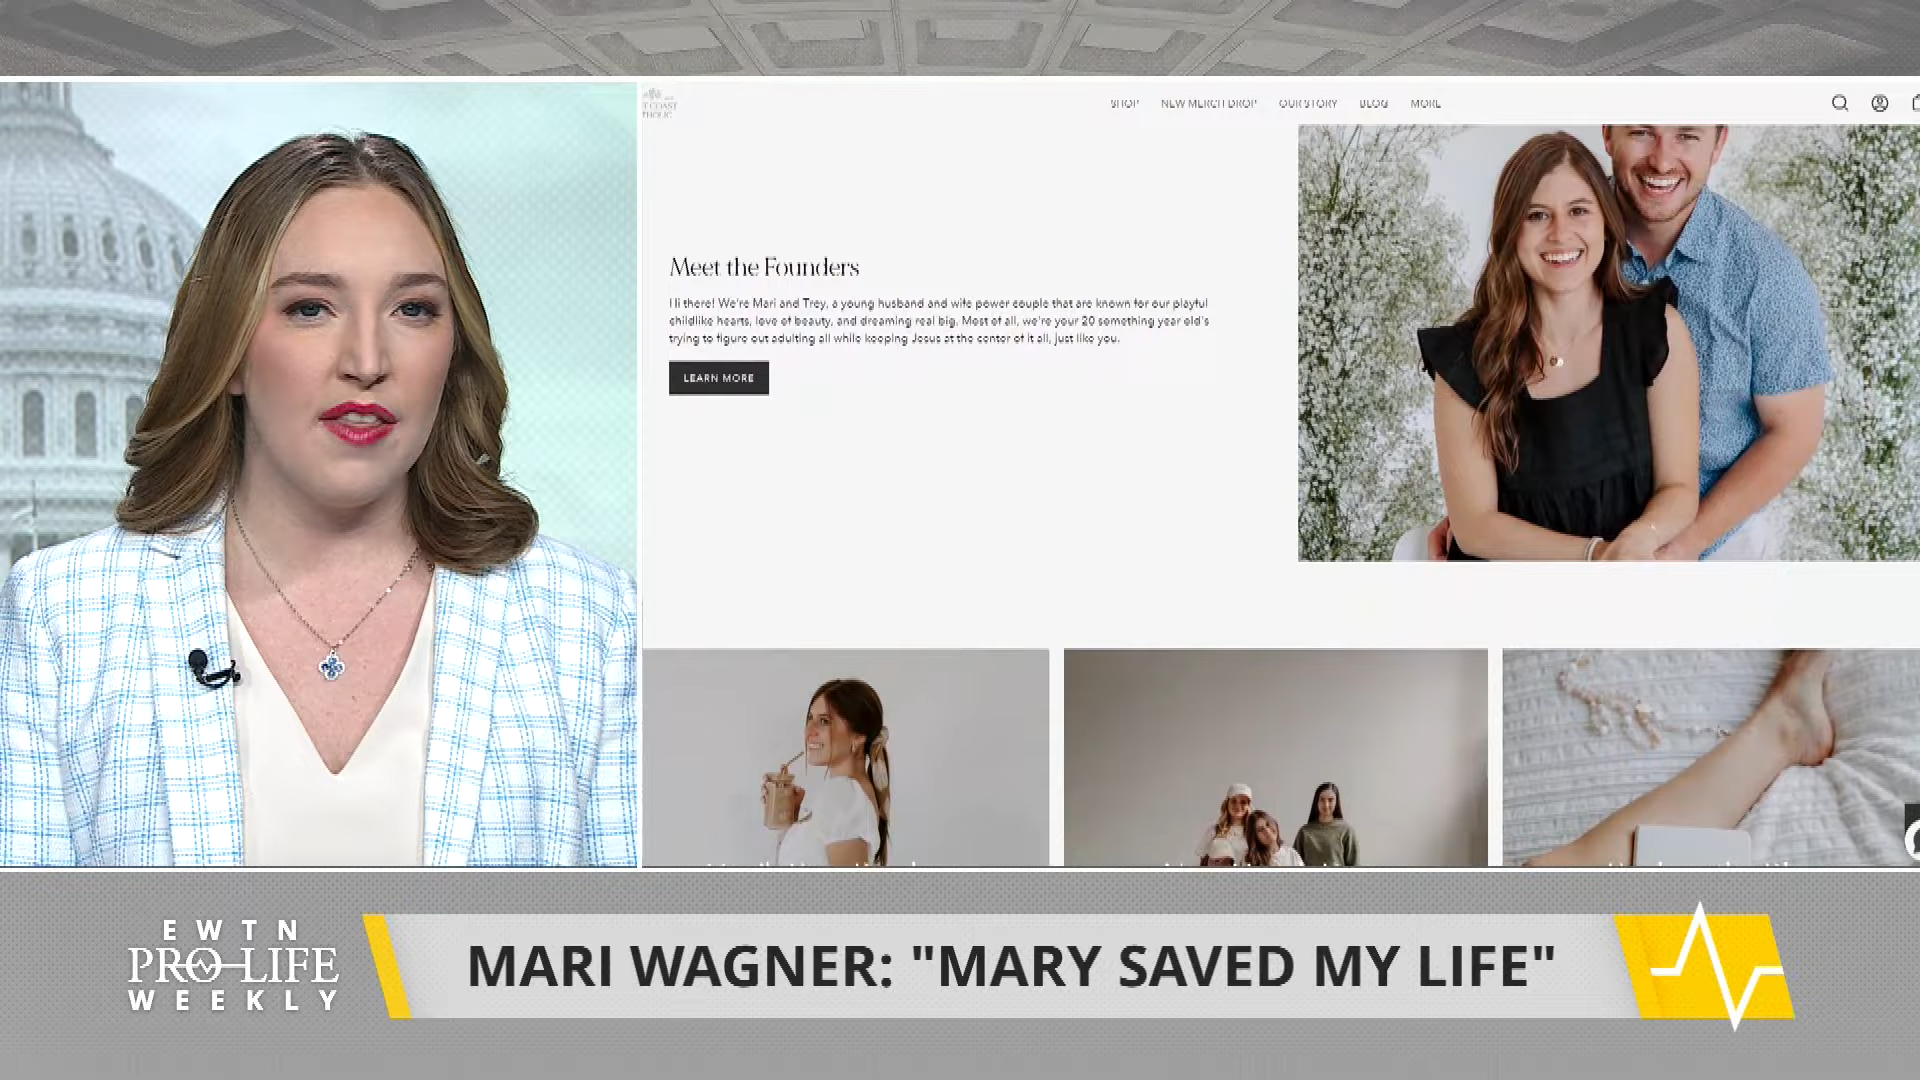 T COAST
SHOP NEW MERCH DROP OUR STORY BLOG MORE
Meet the Founders
Hi there! We're Mari and Trey, a young husband and wife power couple that are known for our playful
childlike hearts, love of beauty, and dreaming real big. Most of all, we're your 20 something year old's
trying to figure out adulting all while keeping Jesus at the center of it all, just like you.
LEARN MORE
EWTN
PRO-LIFE
WEEKLY
MARI WAGNER: "MARY SAVED MY LIFE"